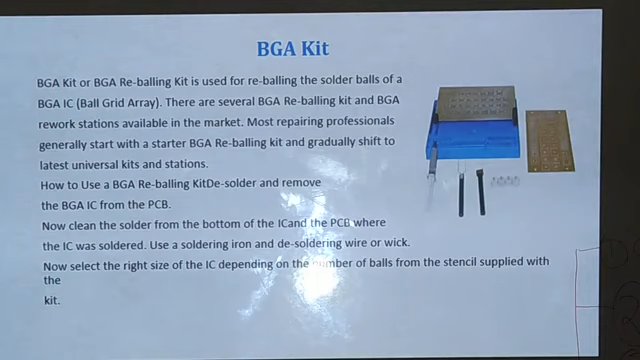 BGA Kit
BGA Kit or BGA Re-balling Kit is used for re-balling the solder balls of a
BGA IC (Ball Grid Array). There are several BGA Re-balling kit and BGA
rework stations available in the market. Most repairing professionals
generally start with a starter BGA Re-balling kit and gradually shift to
latest universal kits and stations.
How to Use a BGA Re-balling KitDe-solder and remove
the BGA IC from the PCB.
Now clean the solder from the bottom of the ICand the PCB where
the IC was soldered. Use a soldering iron and de-soldering wire or wick.
Now select the right size of the IC depending on the number of balls from the stencil supplied with
the
kit.